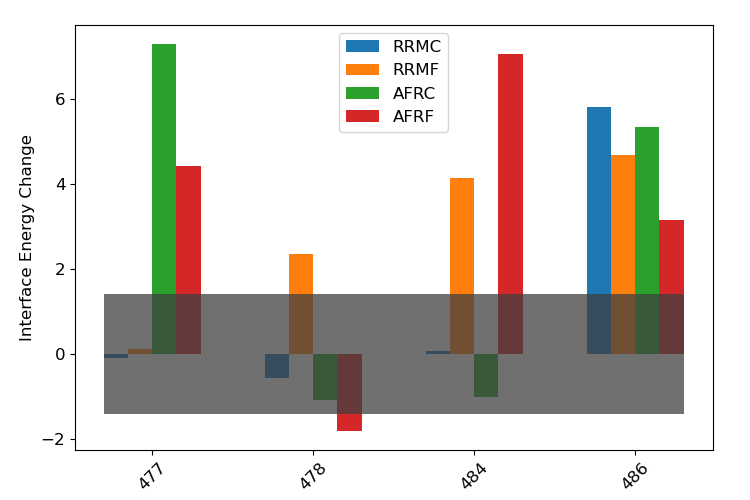 RRMC
RRMF
AFRC
AFRF
Interface Energy Change
6
4
2
0
−2
477
478
484
486